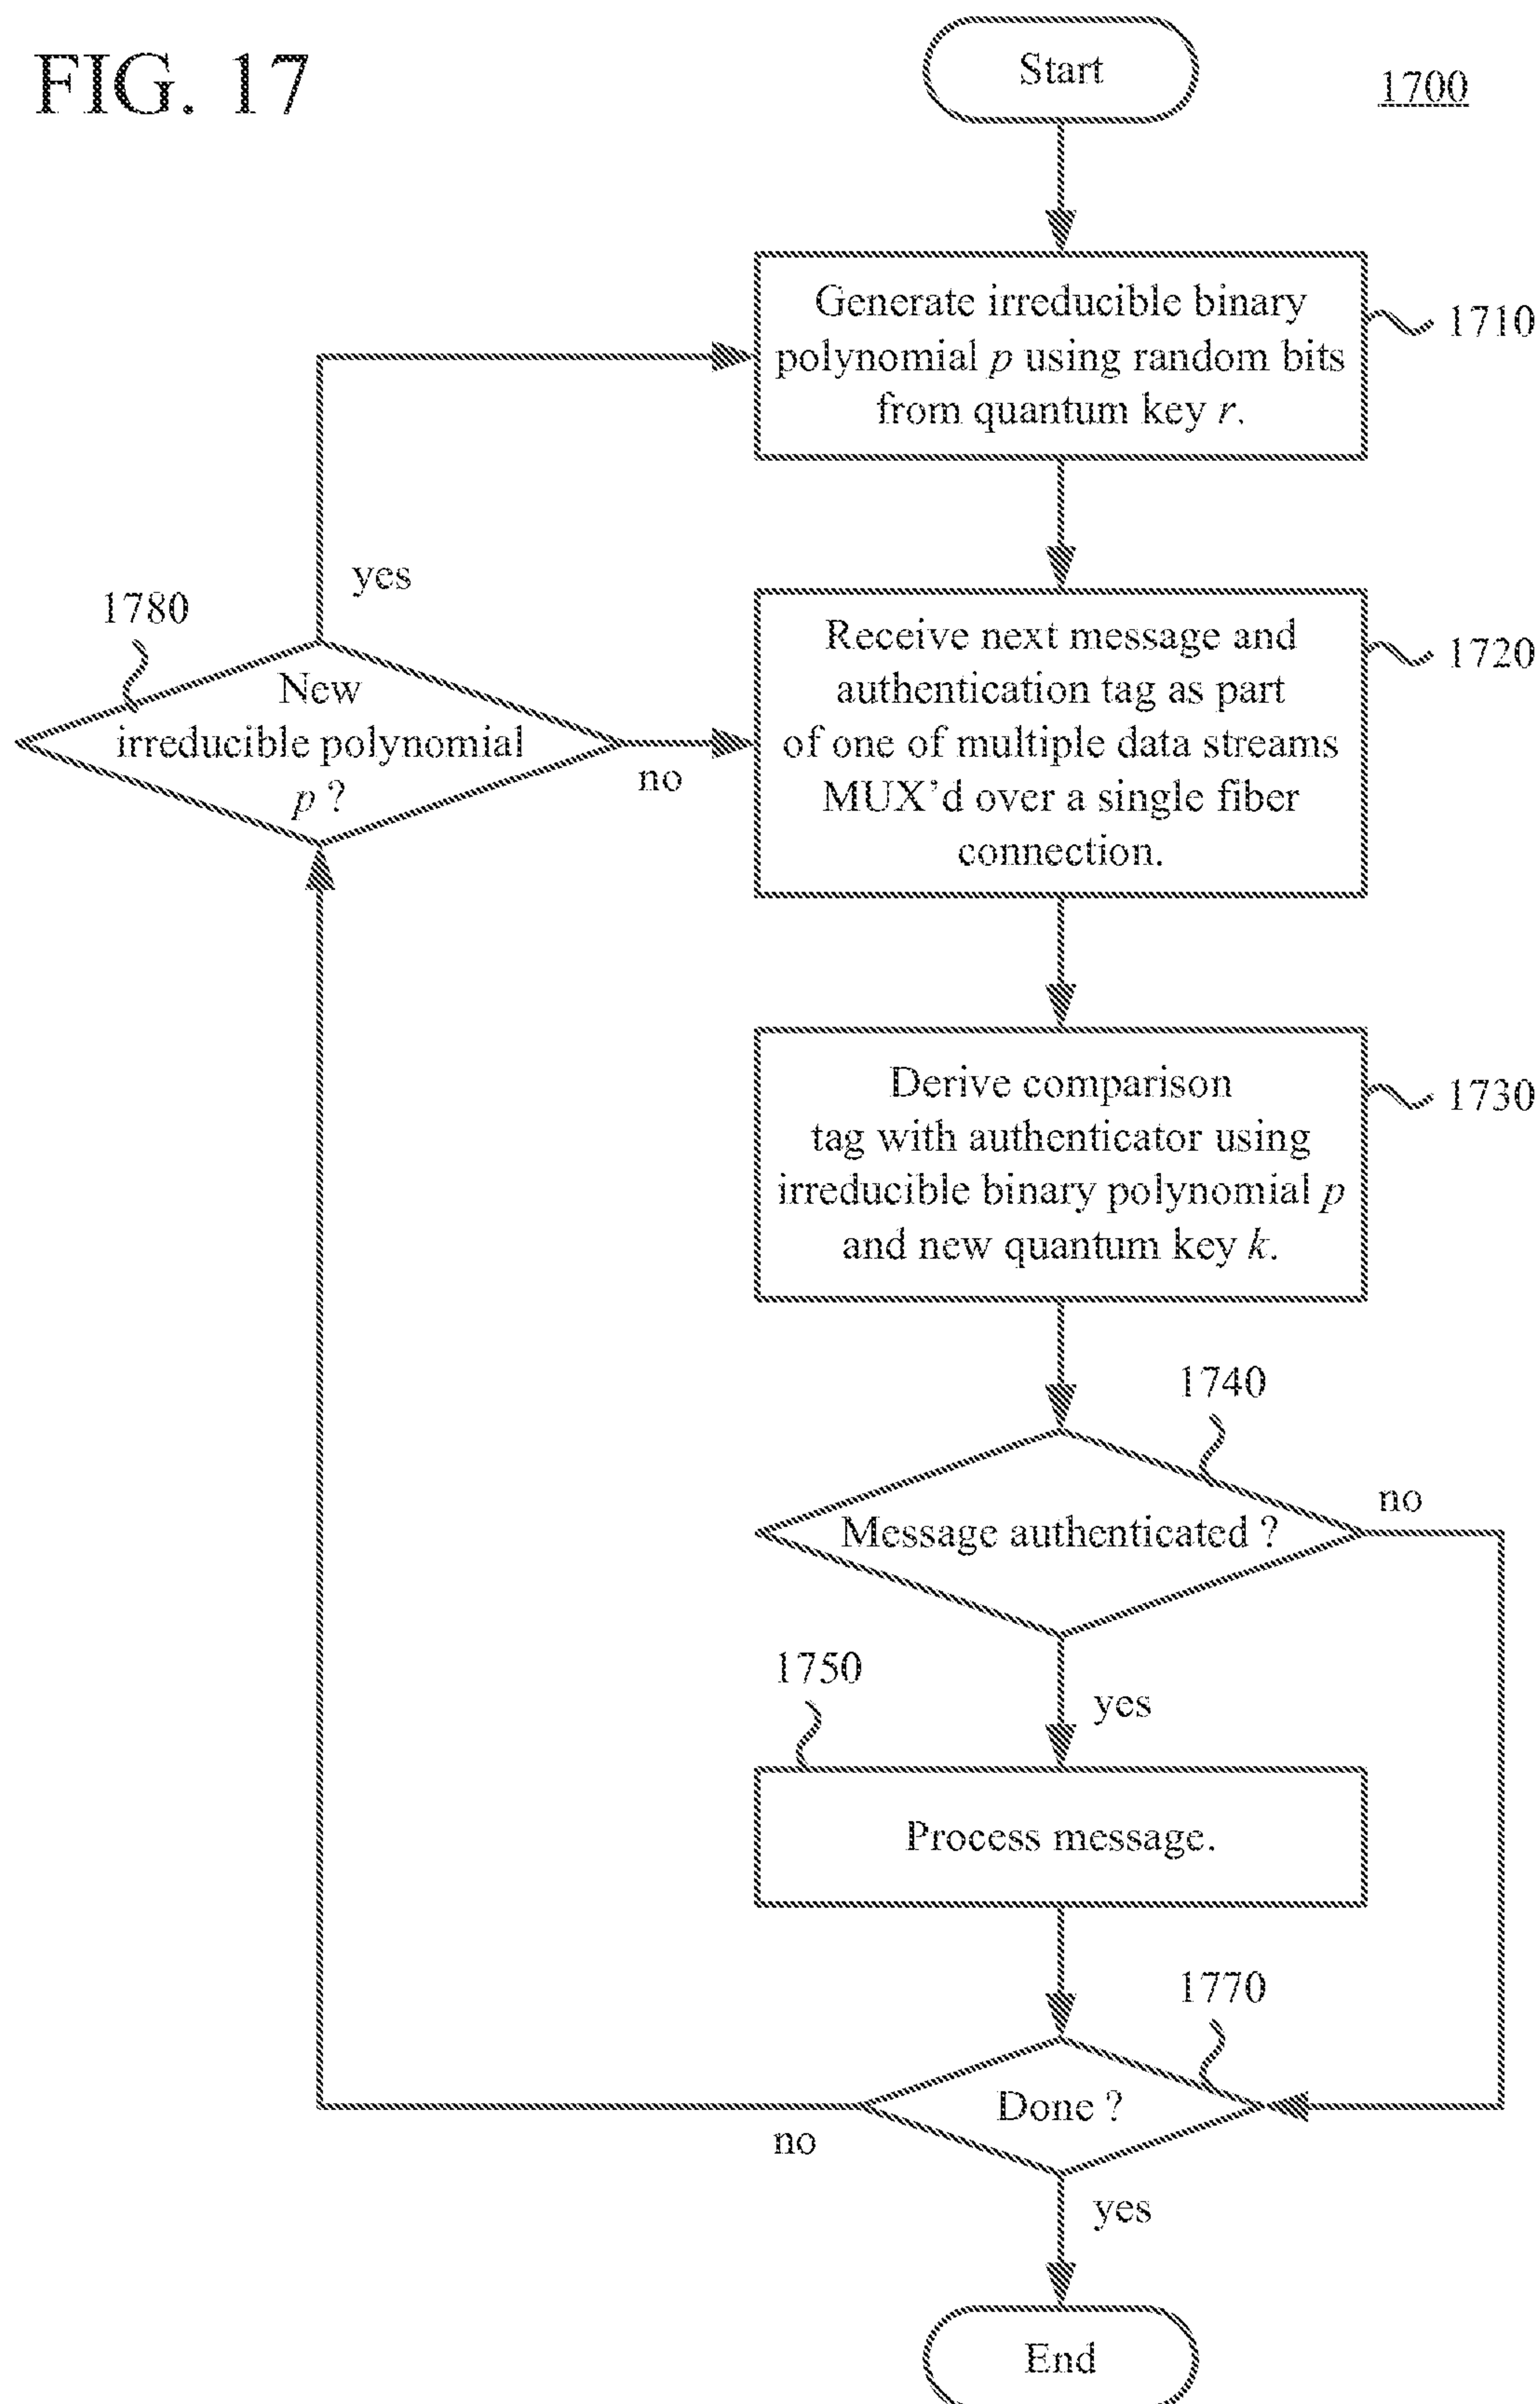 FIG. 17
Start
1700
Generate irreducible binary
polynomial p using random bits
from quantum key r.
1710
yes
1780
New
irreducible polynomial
p ?
no
Receive next message and
authentication tag as part
of one of multiple data streams
MUX'd over a single fiber
connection.
1720
Derive comparison
tag with authenticator using
irreducible binary polynomial p
and new quantum key k.
1730
1740
Message authenticated ?
no
yes
1750
Process message.
1770
Done ?
no
yes
End